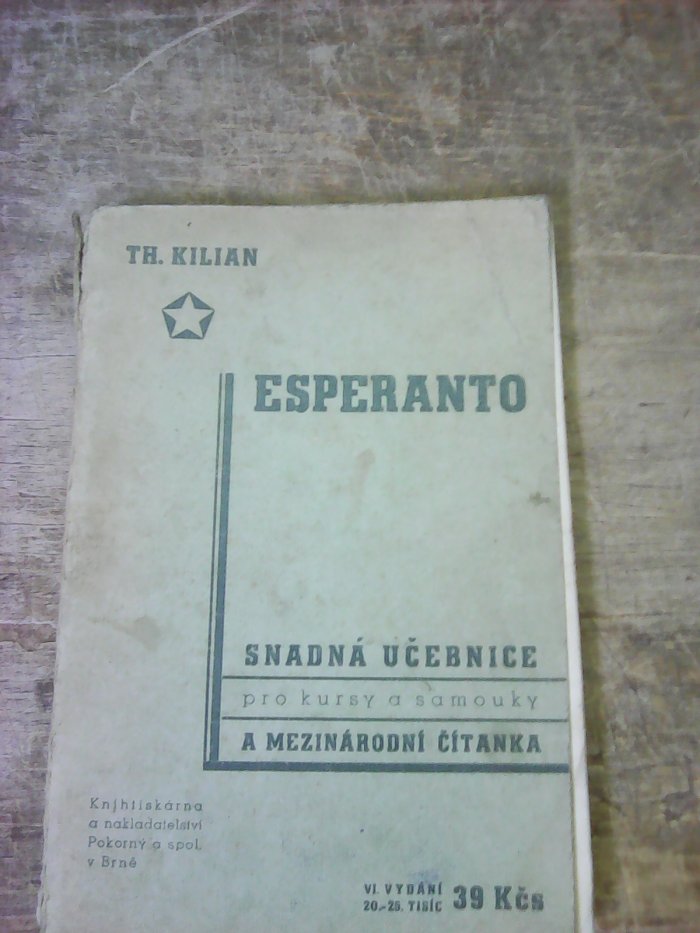 TH. KILIAN
ESPERANTO
SNADNÁ UČEBNICE
pro kursy a samouky
A MEZINÁRODNÍ ČÍTANKA
Knihtiskárna
a nakladatelství
Pokorný a spol.
v Brně
VI. VYDÁNÍ
20.-25. TISÍC
39 Kčs